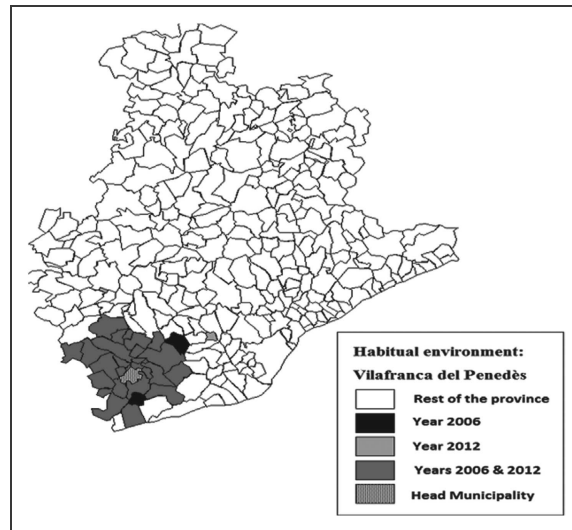 Habitual environment:
Vilafranca del Penedès
Rest of the province
Year 2006
Year 2012
Years 2006 & 2012
Head Municipality